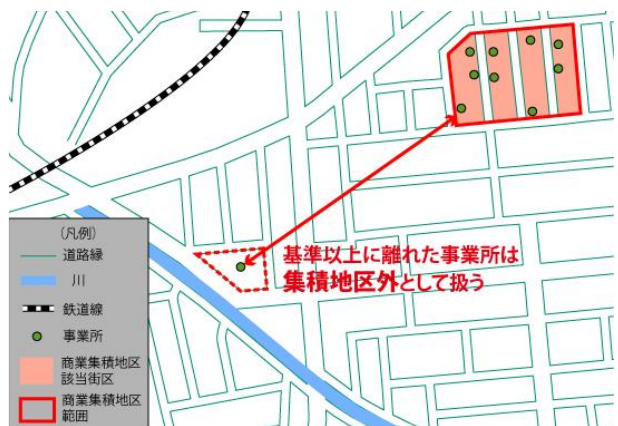 基準以上に離れた事業所は
集積地区外として扱う
(凡例)
道路縁
川
鉄道線
事業所
商業集積地区
該当街区
商業集積地区
範囲